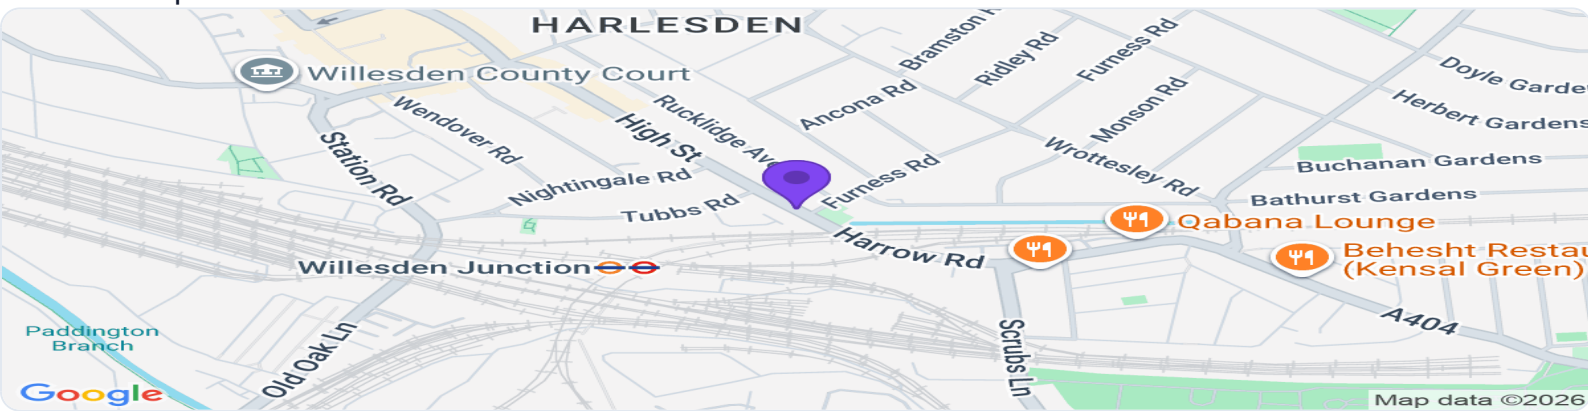 HARLESDEN
Willesden County Court
Bramston R
Ridley Rd
Furness Rd
Doyle Garde
Herbert Gardens
Wendover Rd
Rucklidge Ave
Ancona Rd
Monson Rd
High St
Station Rd
Wrottesley Rd
Buchanan Gardens
Nightingale Rd
Furness Rd
Bathurst Gardens
Tubbs Rd
Qabana Lounge
Harrow Rd
Behesht Restau
(Kensal Green)
Willesden Junction
Paddington
Branch
Old Oak Ln
Scrubs Ln
A404
Google
Map data ©2026